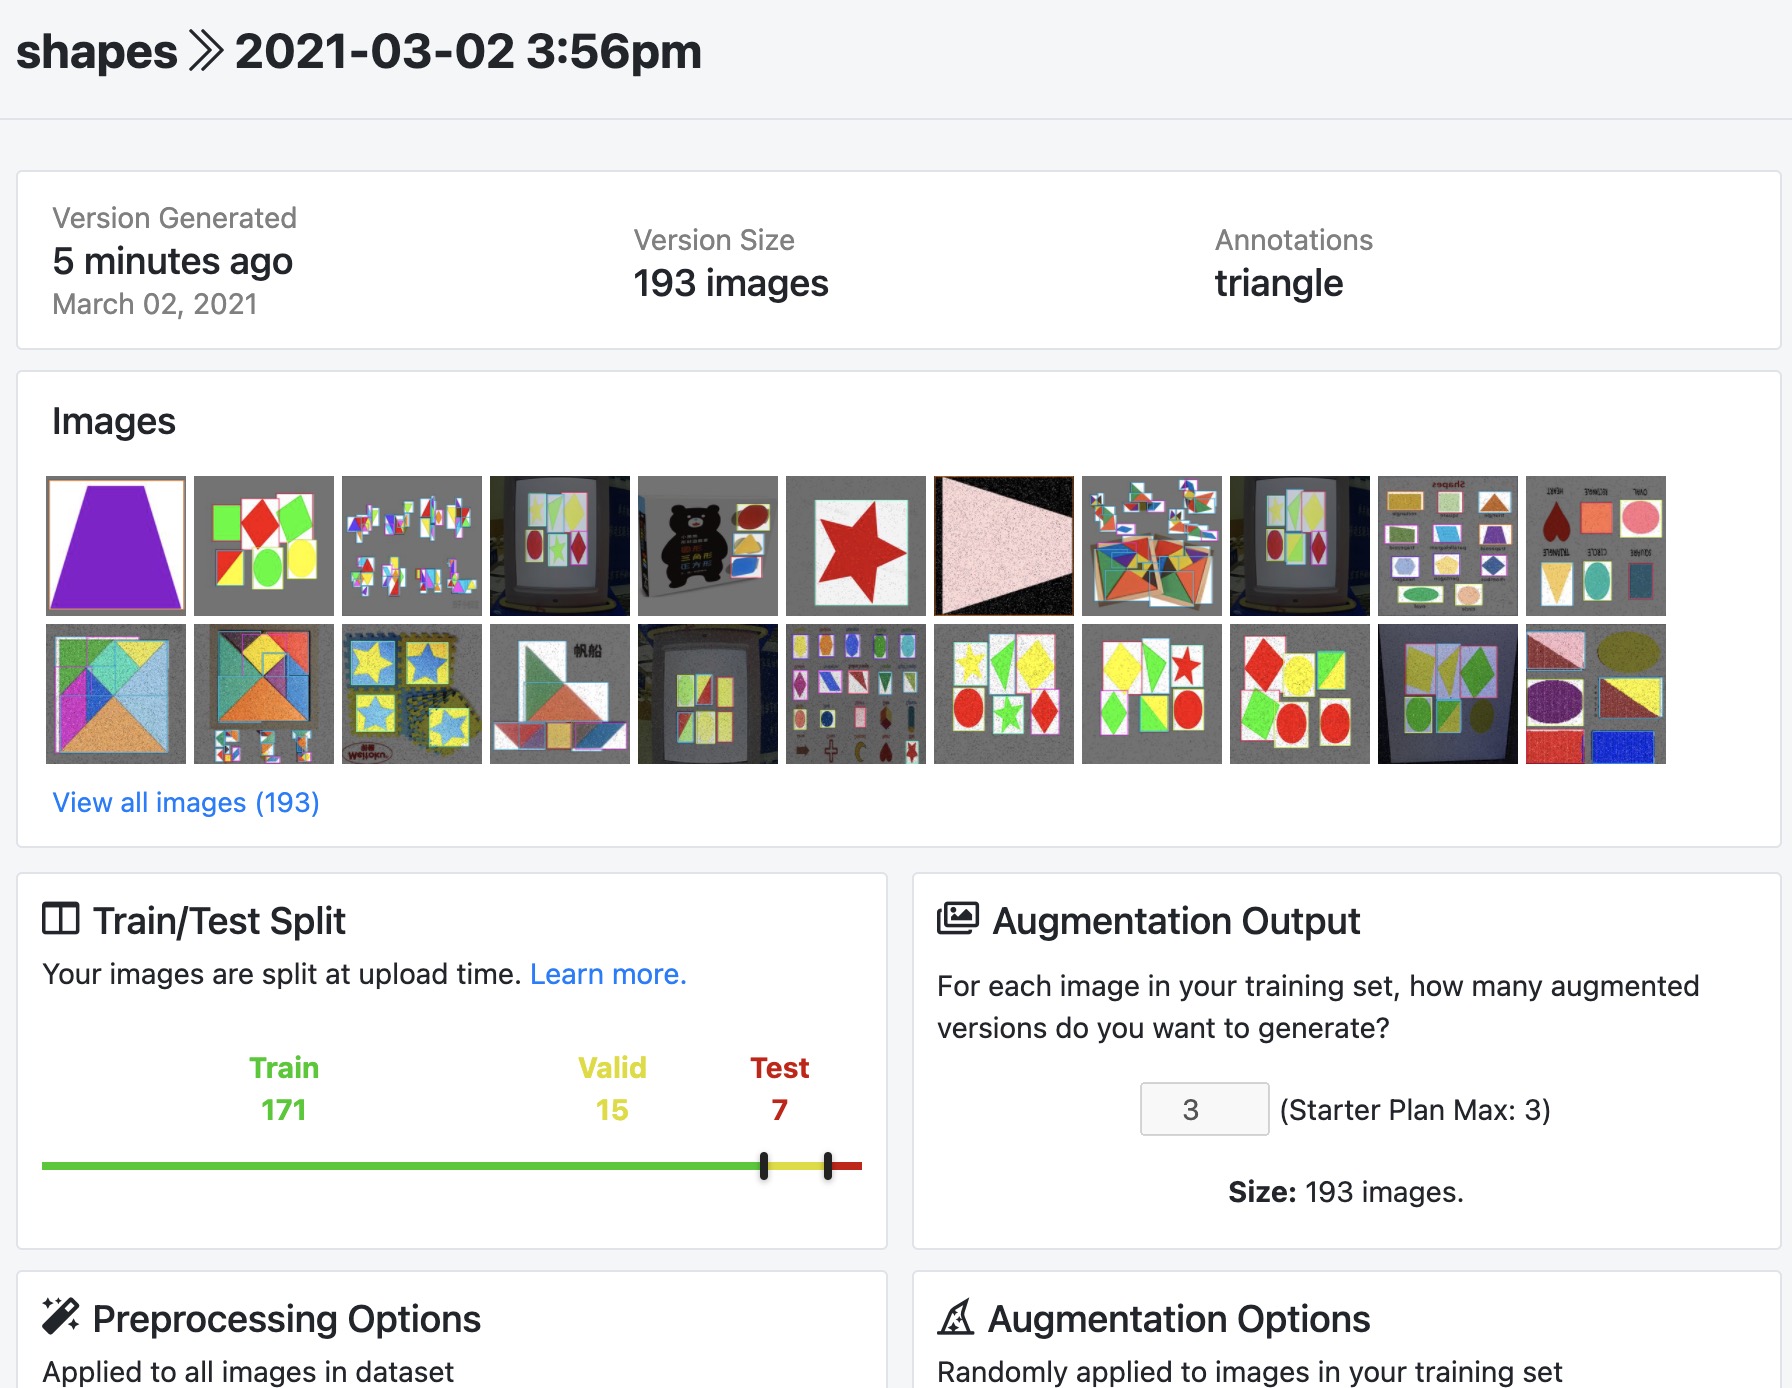 shapes 2021-03-02 3:56pm
Version Generated
5 minutes ago
March 02, 2021
Version Size
193 images
Annotations
triangle
Images
帆船
View all images (193)
Train/Test Split
Your images are split at upload time. Learn more.
Train
171
Valid
15
Test
7
Augmentation Output
For each image in your training set, how many augmented
versions do you want to generate?
3 (Starter Plan Max: 3)
Size: 193 images.
Preprocessing Options
Applied to all images in dataset
Augmentation Options
Randomly applied to images in your training set